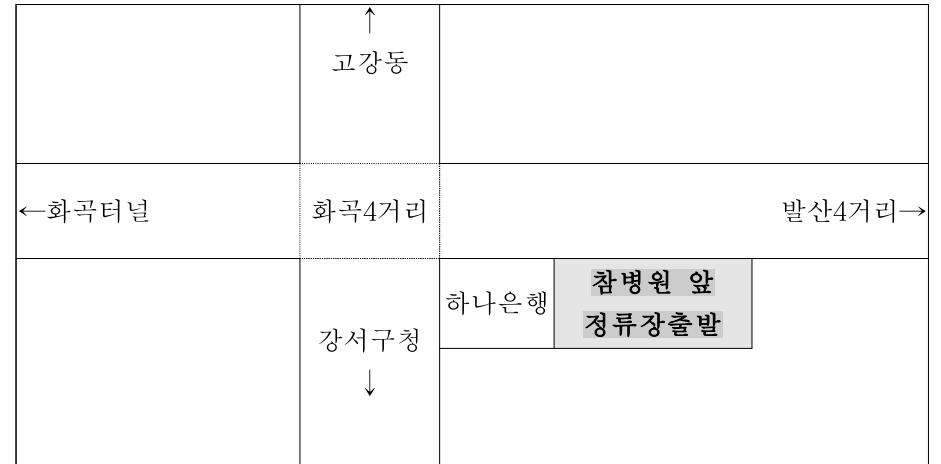 ↑
고강동
←화곡터널
화곡4거리
발산4거리→
하나은행
참병원 앞
정류장출발
강서구청
↓